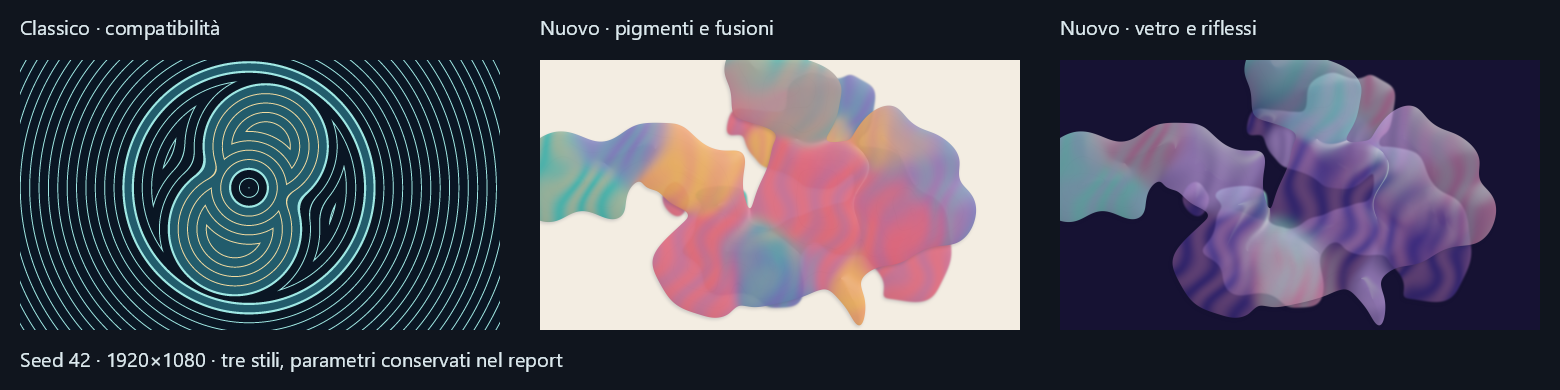 Classico · compatibilità
Nuovo · pigmenti e fusioni
Nuovo · vetro e riflessi
Seed 42 · 1920×1080 · tre stili, parametri conservati nel report